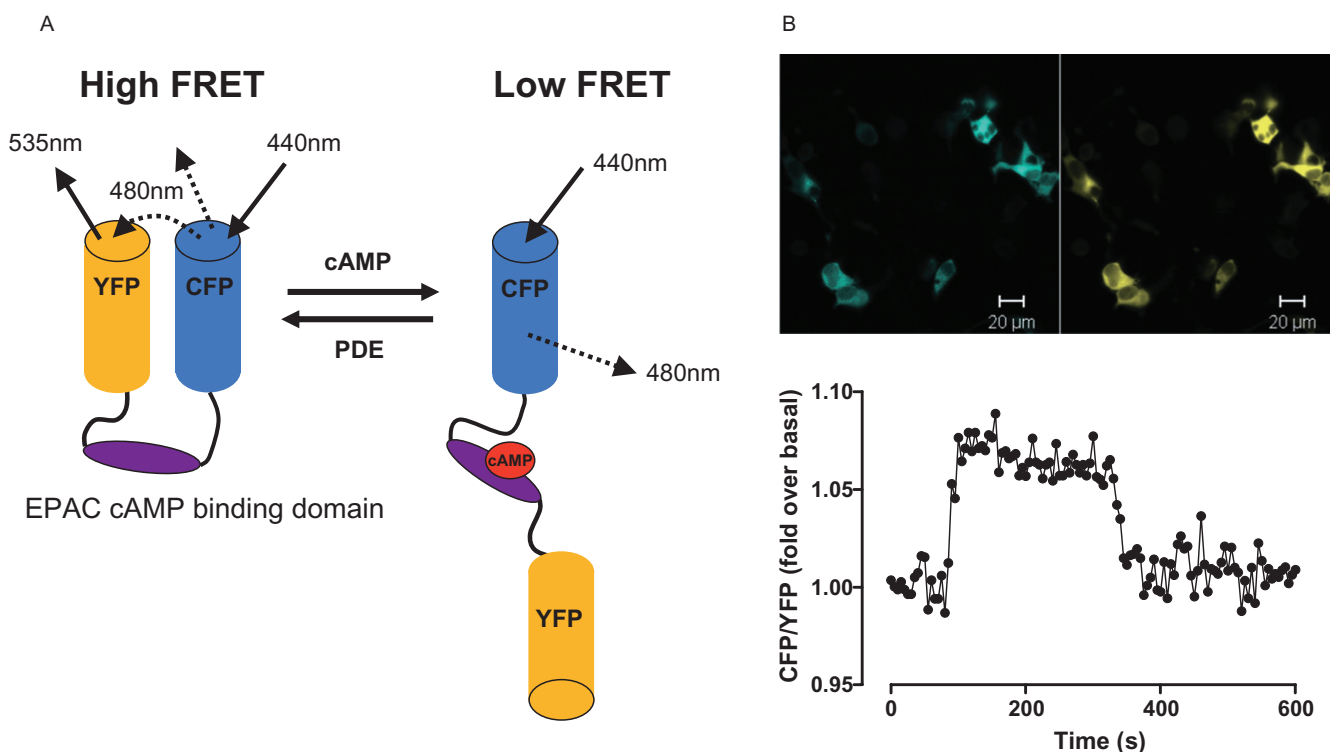 A
High FRET
Low FRET
535nm
440nm
480nm
440nm
YFP
CFP
cAMP
PDE
CFP
480nm
cAMP
EPAC cAMP binding domain
YFP
B
20 µm
20 µm
CFP/YFP (fold over basal)
1.10
1.05
1.00
0.95
0
200
400
600
Time (s)